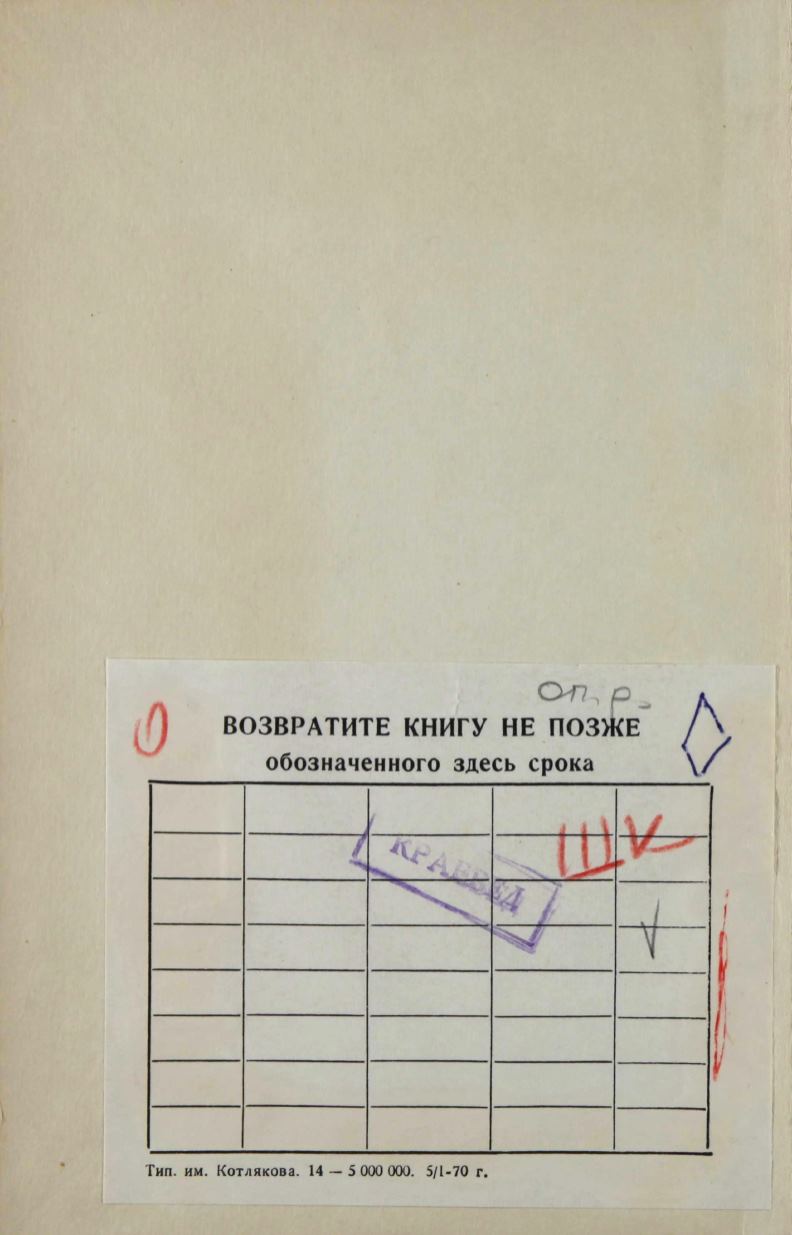 оп. р.
ВОЗВРАТИТЕ КНИГУ НЕ ПОЗЖЕ
обозначенного здесь срока
ШК
КРАЕВЕД
Тип. им. Котлякова. 14 — 5 000 000. 5/1-70 г.